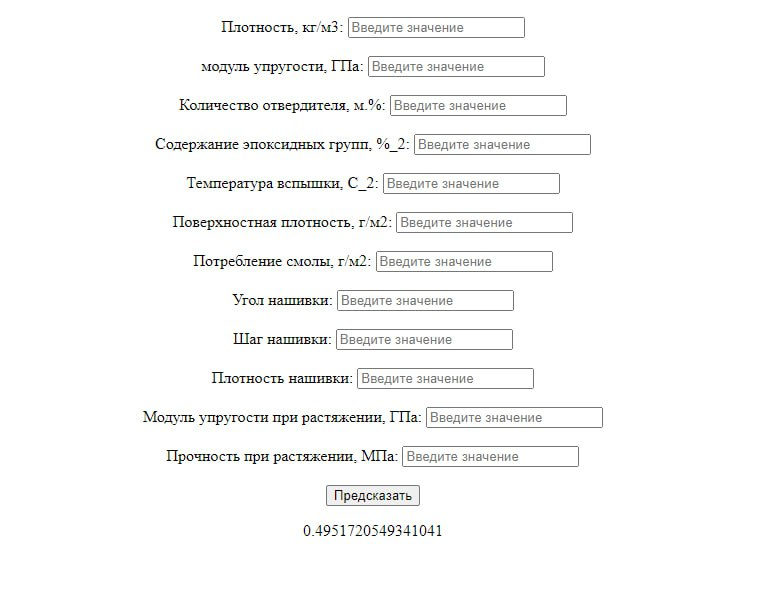 Плотность, кг/м3: Введите значение
модуль упругости, ГПа: Введите значение
Количество отвердителя, м.%: Введите значение
Содержание эпоксидных групп, %_2: Введите значение
Температура вспышки, С_2: Введите значение
Поверхностная плотность, г/м2: Введите значение
Потребление смолы, г/м2: Введите значение
Угол нашивки: Введите значение
Шаг нашивки: Введите значение
Плотность нашивки: Введите значение
Модуль упругости при растяжении, ГПа: Введите значение
Прочность при растяжении, МПа: Введите значение
Предсказать
0.4951720549341041